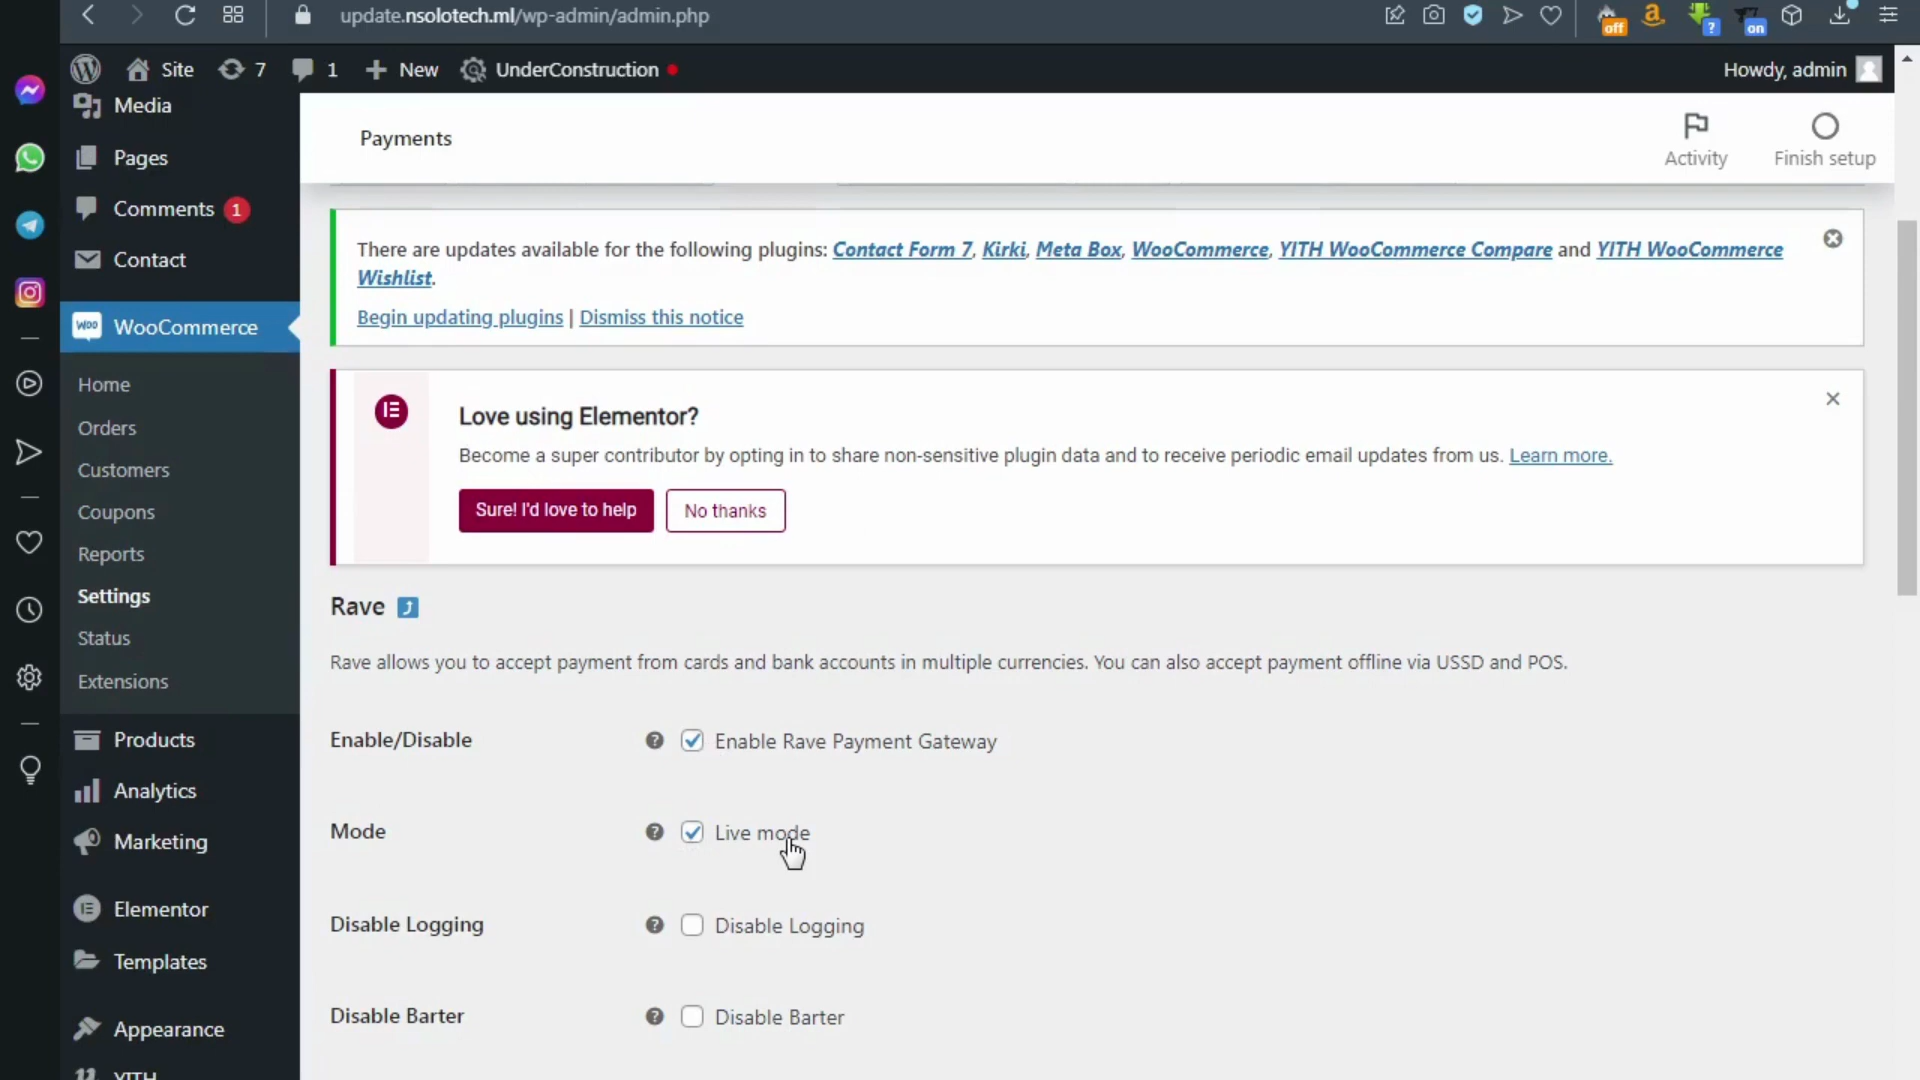 update.nsolotech.ml/wp-admin/admin.php
off
?
on
Site
7
1
New
UnderConstruction
Howdy, admin
Media
Pages
Comments 1
Contact
WOO WooCommerce
Home
Orders
Customers
Coupons
Reports
Settings
Status
Extensions
Products
Analytics
Marketing
Elementor
Templates
Appearance
YITH
Payments
Activity
Finish setup
There are updates available for the following plugins: Contact Form 7, Kirki, Meta Box, WooCommerce, YITH WooCommerce Compare and YITH WooCommerce
Wishlist.
Begin updating plugins | Dismiss this notice
Love using Elementor?
Become a super contributor by opting in to share non-sensitive plugin data and to receive periodic email updates from us. Learn more.
Sure! I'd love to help
No thanks
Rave
Rave allows you to accept payment from cards and bank accounts in multiple currencies. You can also accept payment offline via USSD and POS.
Enable/Disable
Enable Rave Payment Gateway
Mode
Live mode
Disable Logging
Disable Logging
Disable Barter
Disable Barter